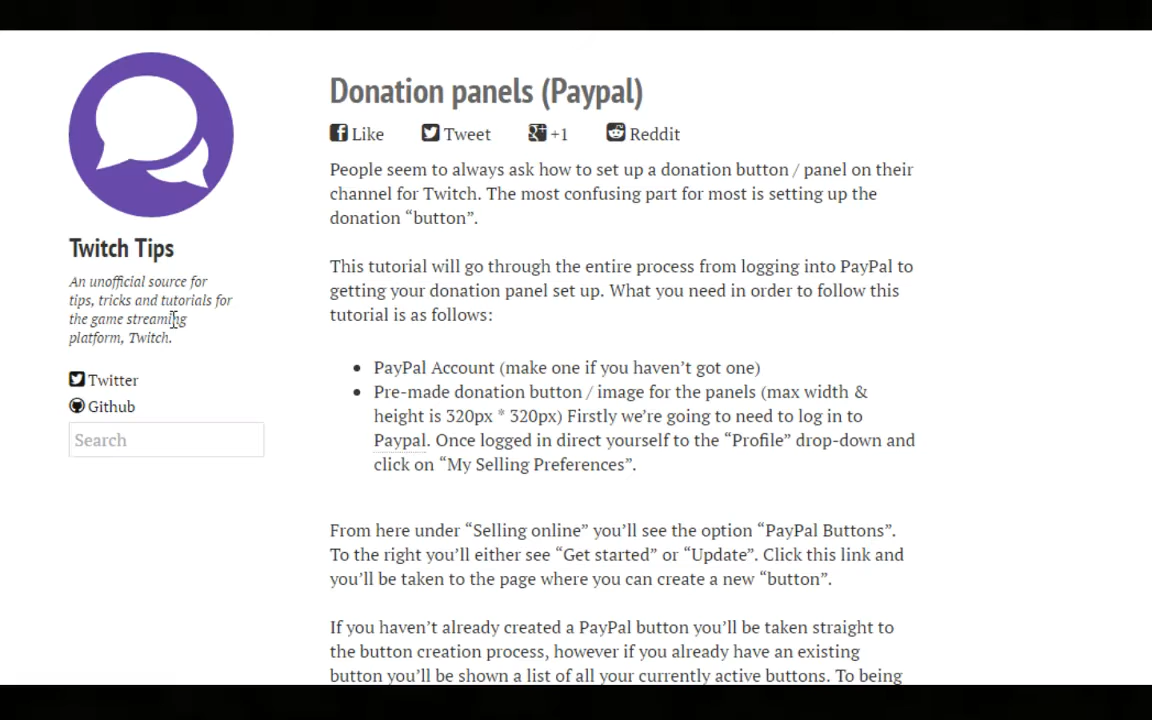 Donation panels (Paypal)
Like Tweet +1 Reddit
People seem to always ask how to set up a donation button / panel on their
channel for Twitch. The most confusing part for most is setting up the
donation “button”.
This tutorial will go through the entire process from logging into PayPal to
getting your donation panel set up. What you need in order to follow this
tutorial is as follows:
• PayPal Account (make one if you haven’t got one)
• Pre-made donation button / image for the panels (max width &
height is 320px * 320px) Firstly we’re going to need to log in to
Paypal. Once logged in direct yourself to the “Profile” drop-down and
click on “My Selling Preferences”.
From here under “Selling online” you’ll see the option “PayPal Buttons”.
To the right you’ll either see “Get started” or “Update”. Click this link and
you’ll be taken to the page where you can create a new “button”.
If you haven’t already created a PayPal button you’ll be taken straight to
the button creation process, however if you already have an existing
button you’ll be shown a list of all your currently active buttons. To being
Twitch Tips
An unofficial source for
tips, tricks and tutorials for
the game streaming
platform, Twitch.
Twitter
Github
Search